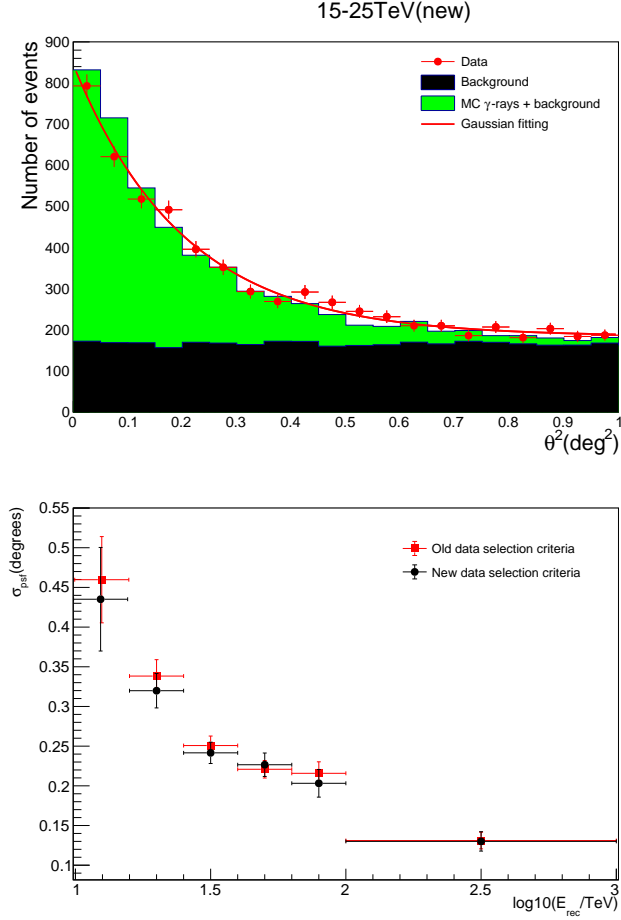 15-25TeV(new)
Number of events
900
800
700
600
500
400
300
200
100
0
Data
Background
MC γ-rays + background
Gaussian fitting
0 0.1 0.2 0.3 0.4 0.5 0.6 0.7 0.8 0.9 1
θ²(deg²)
σ_psf(degrees)
0.55
0.5
0.45
0.4
0.35
0.3
0.25
0.2
0.15
0.1
Old data selection criteria
New data selection criteria
1 1.5 2 2.5 3
log10(E_rec/TeV)